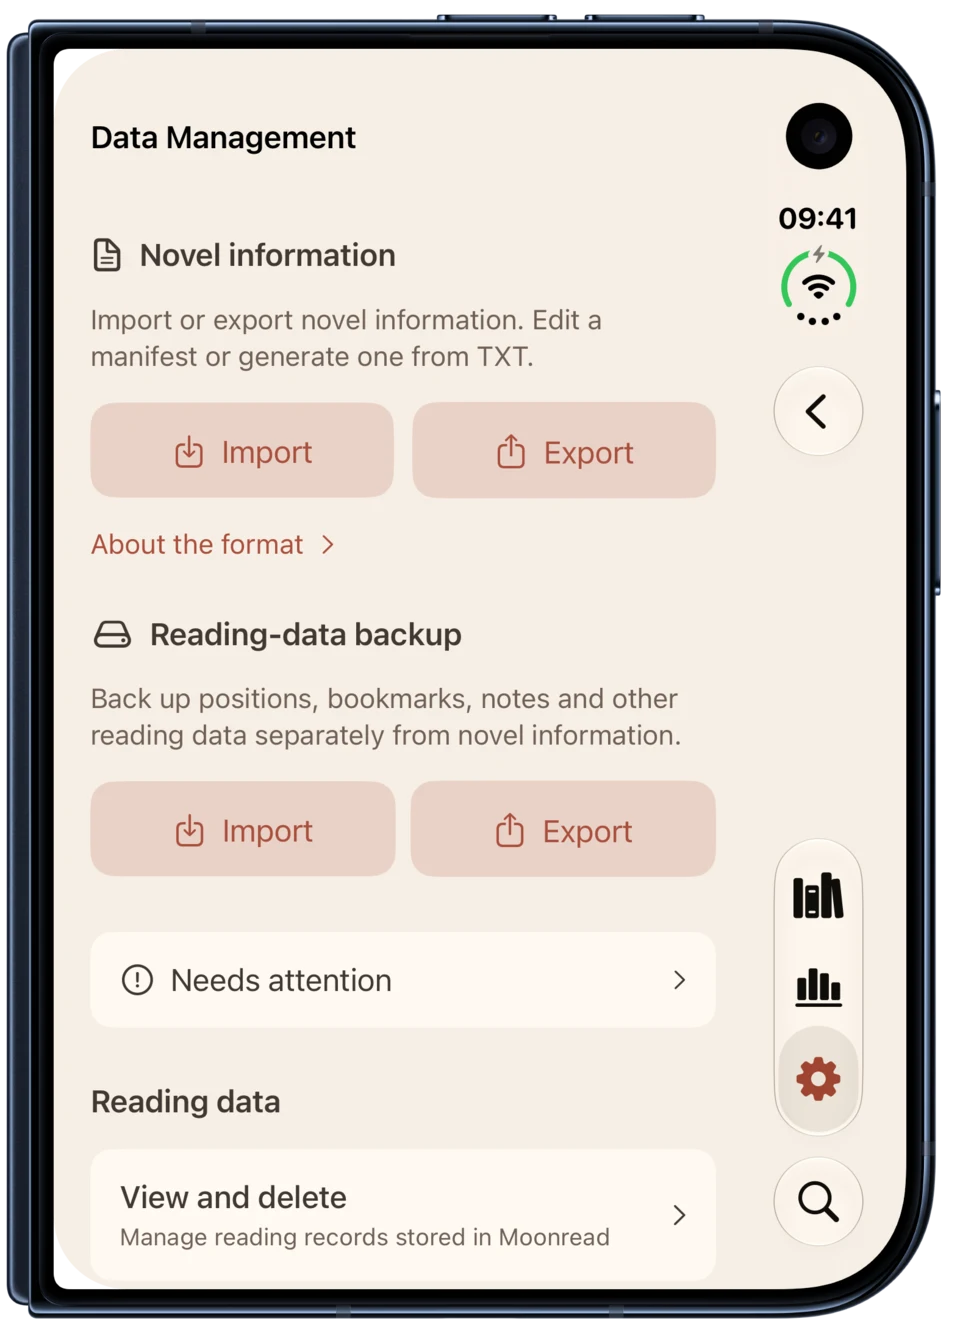 Data Management
09:41
Novel information
Import or export novel information. Edit a
manifest or generate one from TXT.
Import
Export
About the format
Reading-data backup
Back up positions, bookmarks, notes and other
reading data separately from novel information.
Import
Export
Needs attention
Reading data
View and delete
Manage reading records stored in Moonread